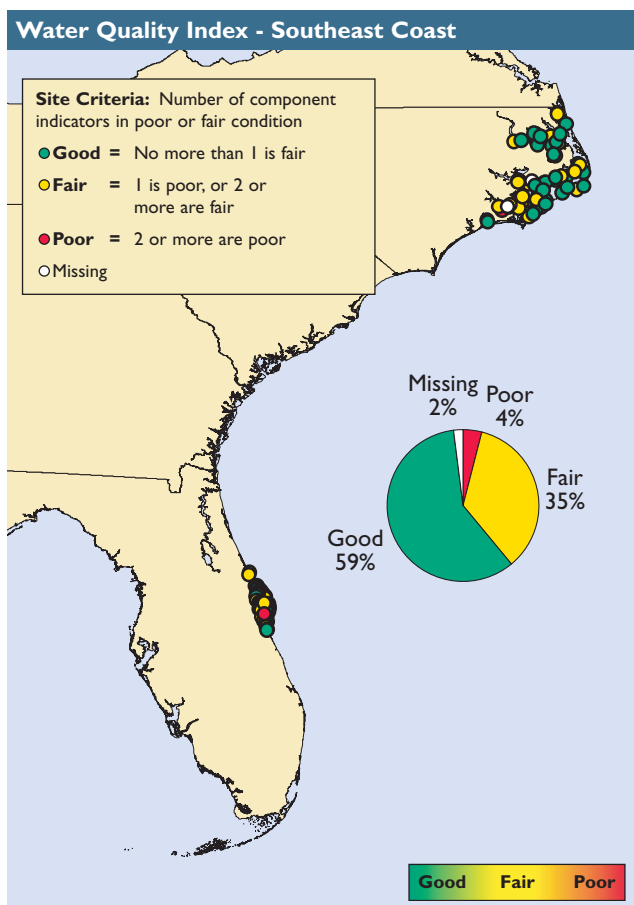 Water Quality Index - Southeast Coast
Site Criteria: Number of component
indicators in poor or fair condition
Good = No more than 1 is fair
Fair = 1 is poor, or 2 or
more are fair
Poor = 2 or more are poor
Missing
Missing
2%
Poor
4%
Fair
35%
Good
59%
Good Fair Poor